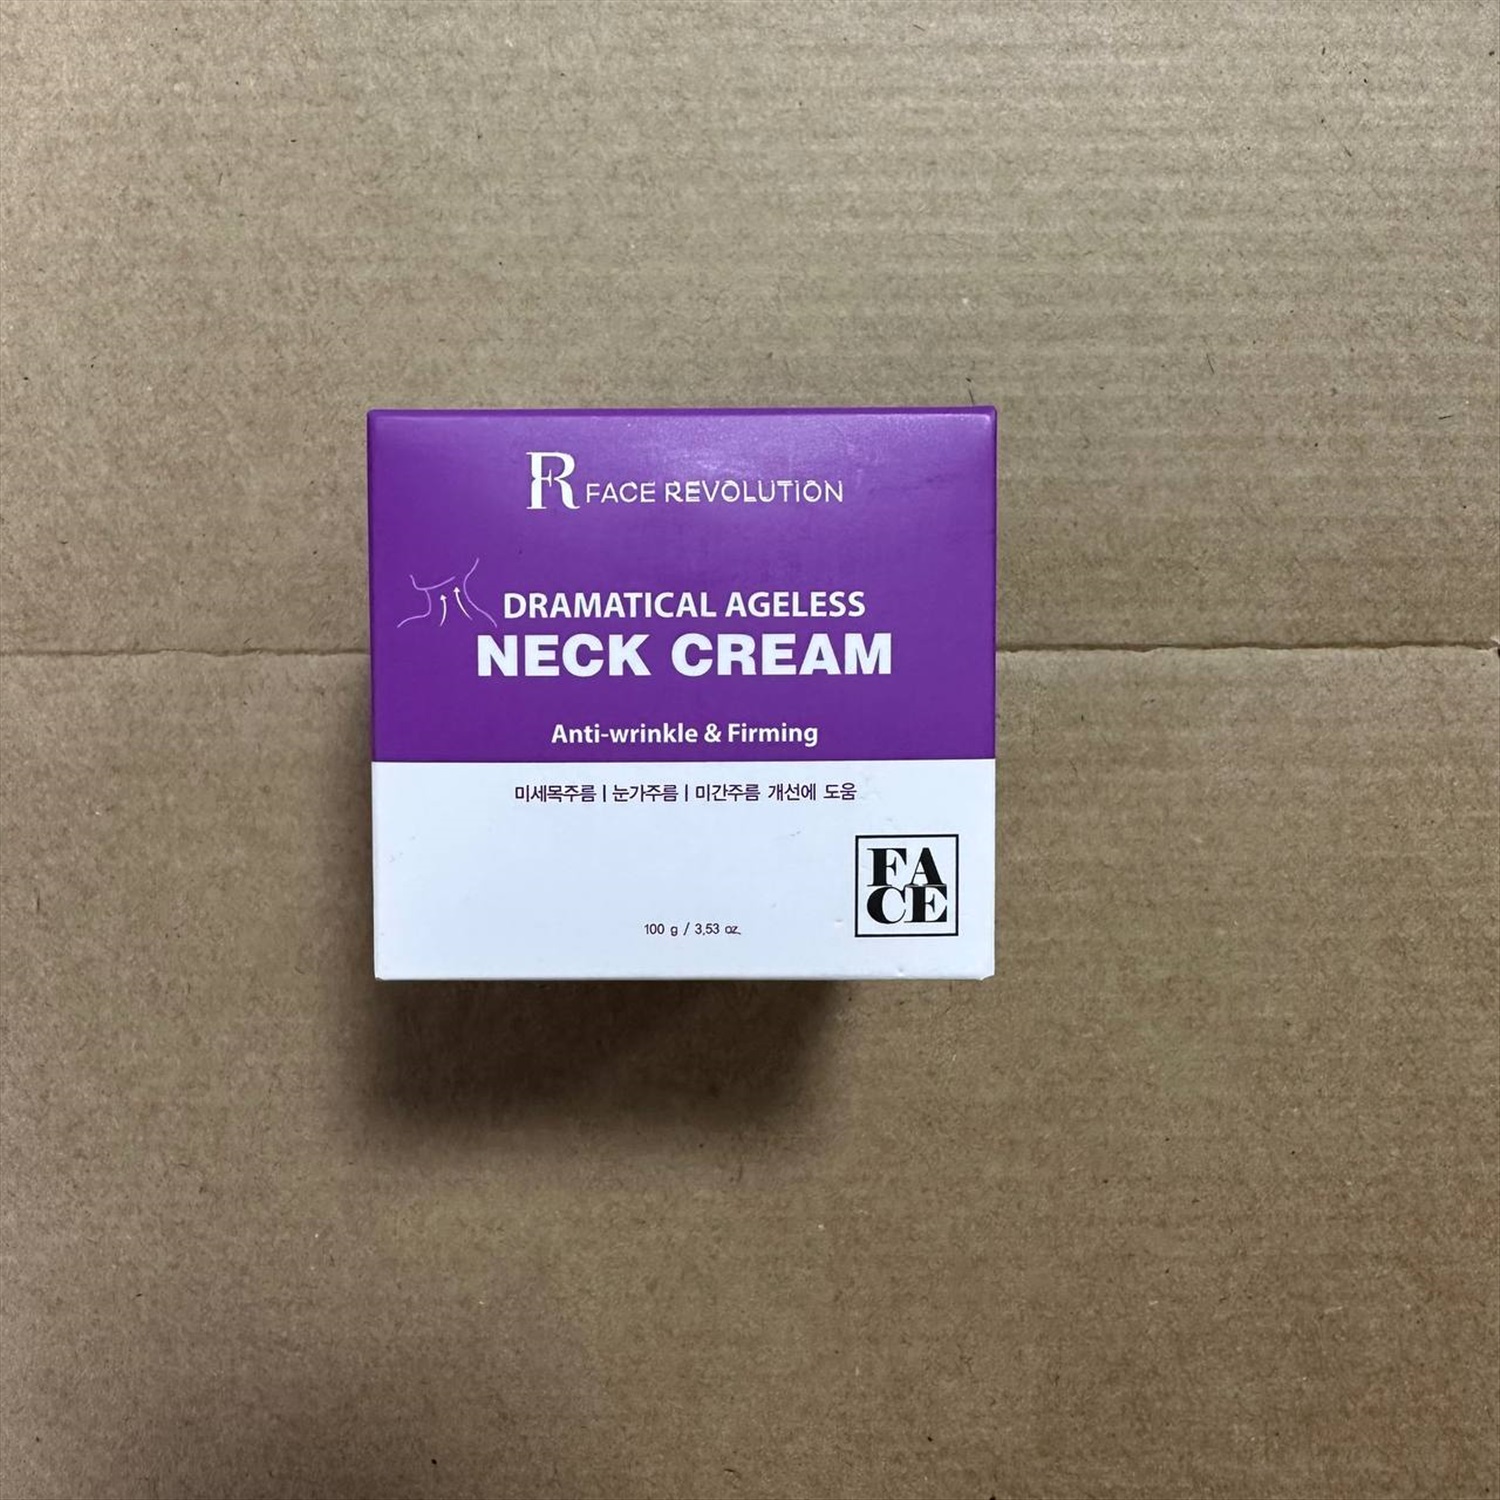 FR FACE REVOLUTION
DRAMATICAL AGELESS
NECK CREAM
Anti-wrinkle & Firming
미세목주름 | 눈가주름 | 미간주름 개선에 도움
FA
CE
100 g / 3.53 oz.